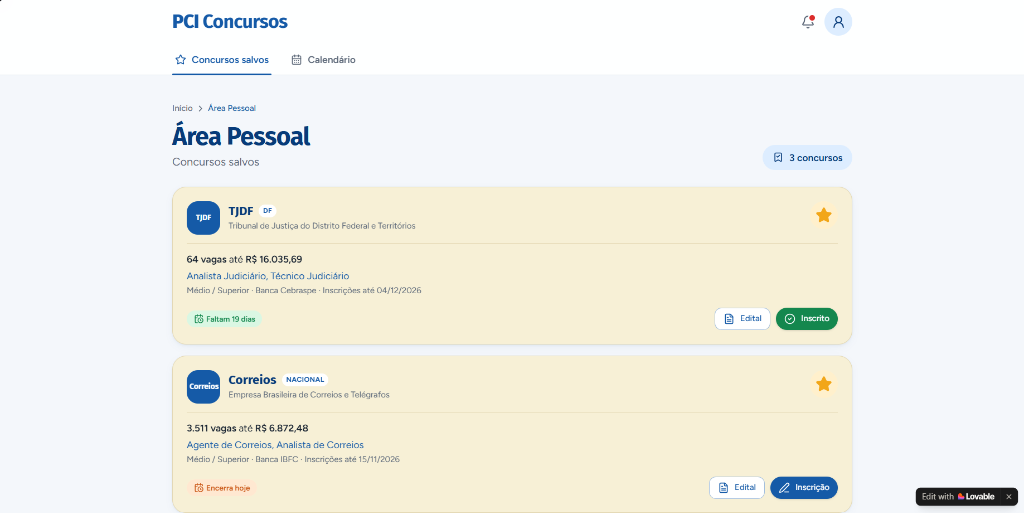 PCI Concursos
Concursos salvos
Calendário
Início > Área Pessoal
Área Pessoal
Concursos salvos
3 concursos
TJDF
TJDF DF
Tribunal de Justiça do Distrito Federal e Territórios
64 vagas até R$ 16.035,69
Analista Judiciário, Técnico Judiciário
Médio / Superior · Banca Cebraspe · Inscrições até 04/12/2026
Faltam 19 dias
Edital
Inscrito
Correios
Correios NACIONAL
Empresa Brasileira de Correios e Telégrafos
3.511 vagas até R$ 6.872,48
Agente de Correios, Analista de Correios
Médio / Superior · Banca IBFC · Inscrições até 15/11/2026
Encerra hoje
Edital
Inscrição
Edit with Lovable ×